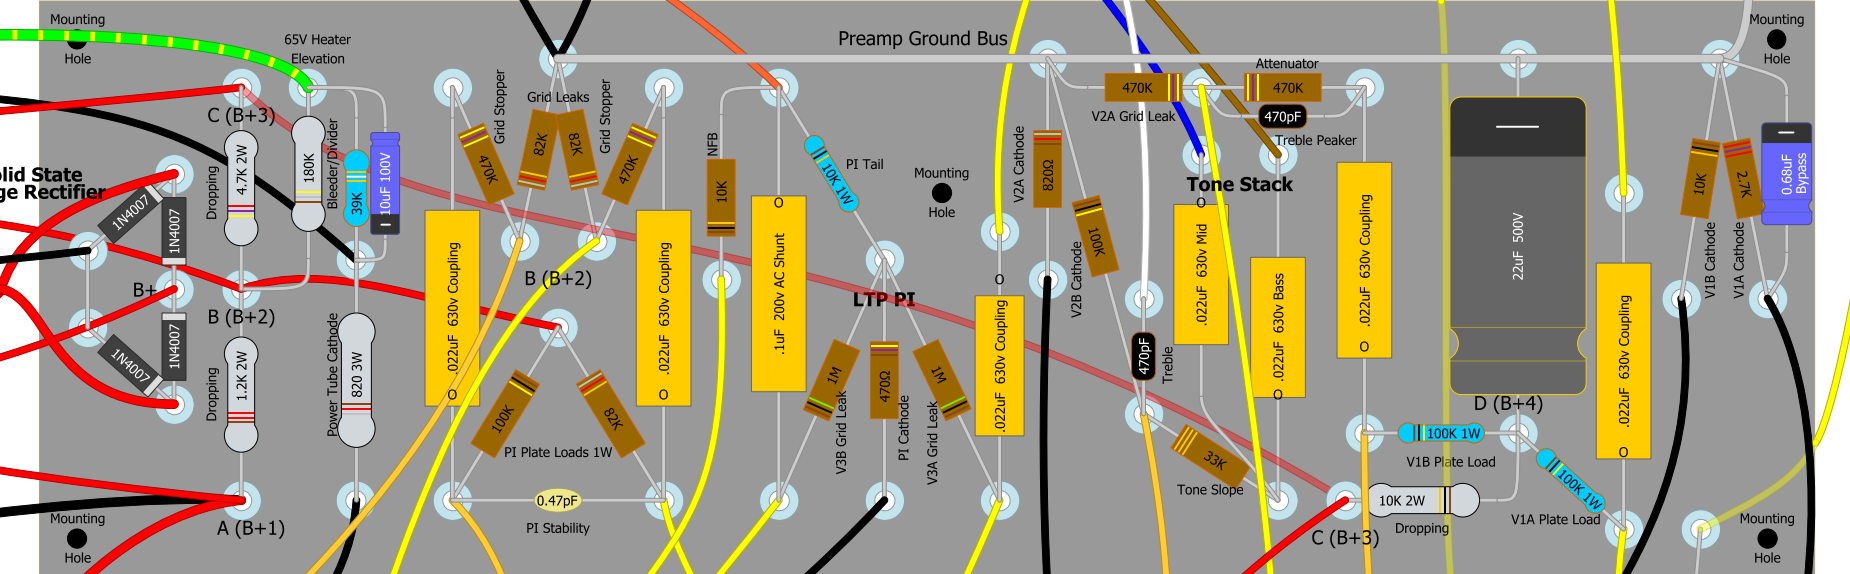 Mounting
Hole
65V Heater
Elevation
Preamp Ground Bus
Mounting
Hole
C (B+3)
Grid Stopper
Grid Leaks
Grid Stopper
Attenuator
470K
470K
V2A Grid Leak
470pF
Treble Peaker
4.7K 2W
Dropping
180K
Bleeder/Divider
39K
10uF 100V
470K
82K
82K
470K
NFB
10K
10K 1W
PI Tail
Mounting
Hole
V2A Cathode
820Ω
100K
V2B Cathode
Tone Stack
lid State
ge Rectifier
1N4007
1N4007
B+
1N4007
1N4007
B (B+2)
Dropping
1.2K 2W
Power Tube Cathode
820 3W
A (B+1)
Mounting
Hole
.022uF 630v Coupling
B (B+2)
.022uF 630v Coupling
100K
82K
PI Plate Loads 1W
0.47pF
PI Stability
.1uF 200v AC Shunt
O
LTP PI
1M
V3B Grid Leak
470Ω
PI Cathode
1M
V3A Grid Leak
O
.022uF 630v Coupling
O
O
470pF
Treble
O
.022uF 630v Mid
.022uF 630v Bass
O
33K
Tone Slope
.022uF 630v Coupling
O
22uF 500V
D (B+4)
100K 1W
V1B Plate Load
10K 2W
Dropping
C (B+3)
100K 1W
V1A Plate Load
.022uF 630v Coupling
O
10K
V1B Cathode
2.7K
V1A Cathode
0.68uF
Bypass
Mounting
Hole